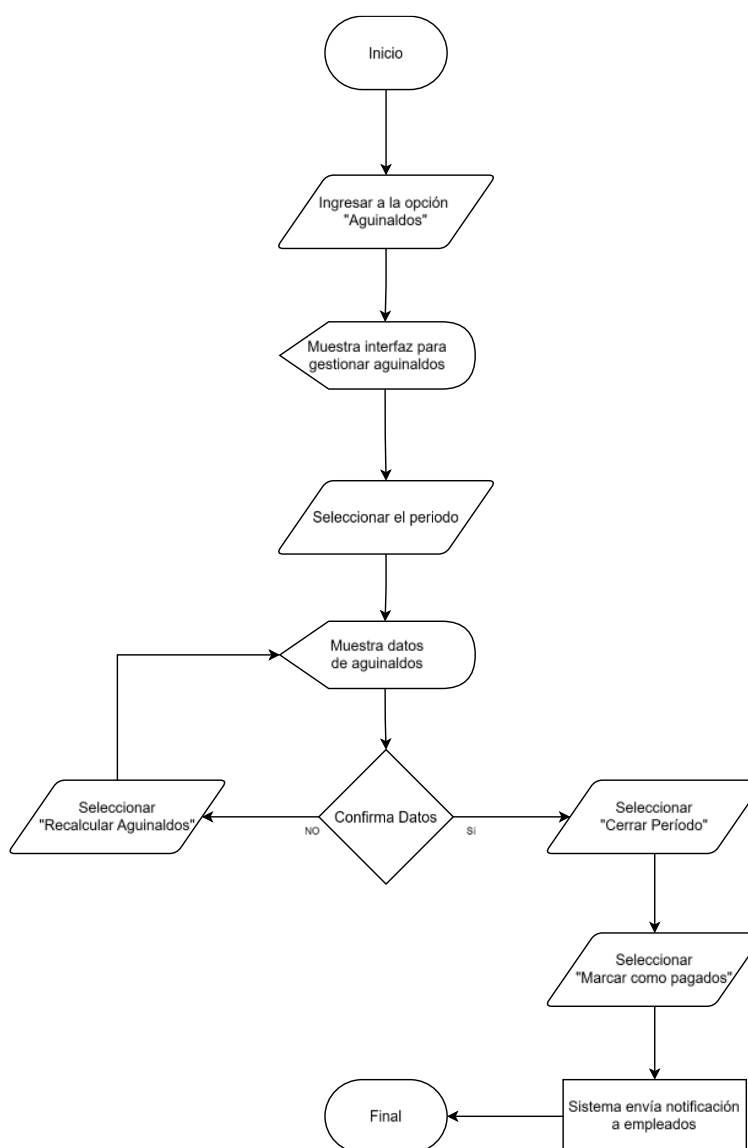 Inicio
Ingresar a la opción
"Aguinaldos"
Muestra interfaz para
gestionar aguinaldos
Seleccionar el periodo
Muestra datos
de aguinaldos
Confirma Datos
NO
Sí
Seleccionar
"Recalcular Aguinaldos"
Seleccionar
"Cerrar Período"
Seleccionar
"Marcar como pagados"
Sistema envía notificación
a empleados
Final